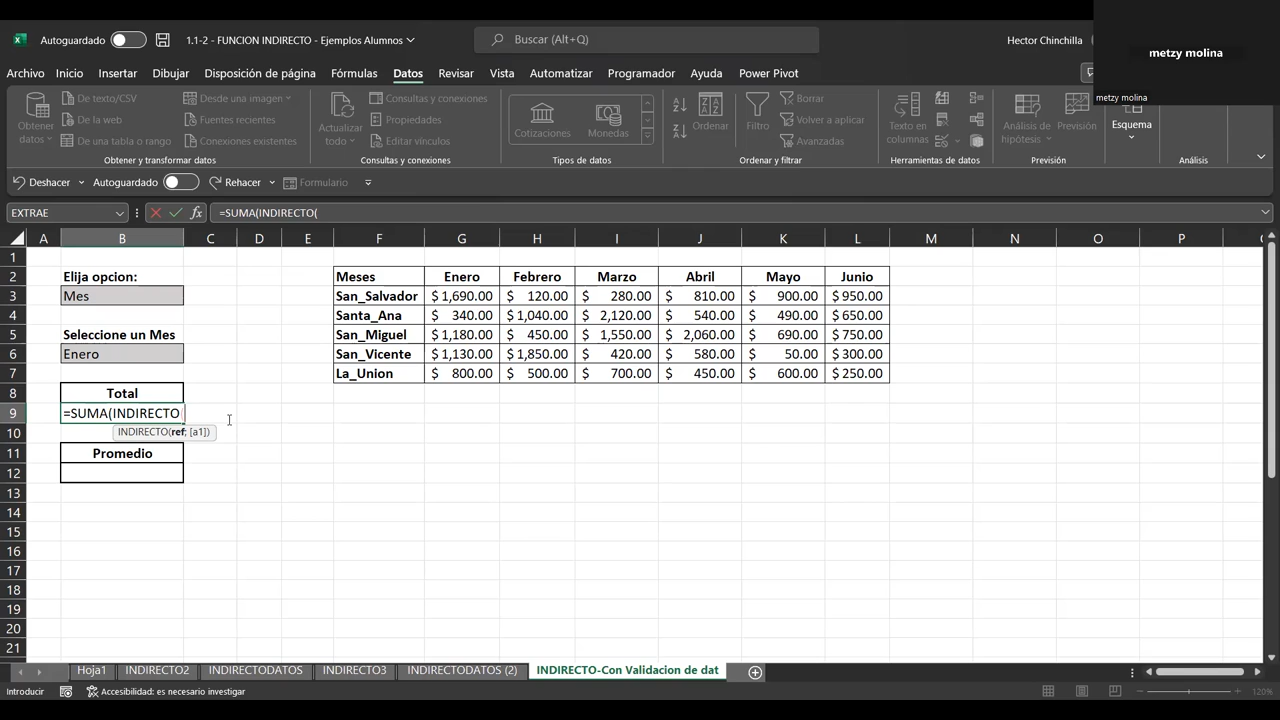 Autoguardado 1.1-2 - FUNCION INDIRECTO - Ejemplos Alumnos Buscar (Alt+Q) Hector Chinchilla
metzy molina
metzy molina
Archivo Inicio Insertar Dibujar Disposición de página Fórmulas Datos Revisar Vista Automatizar Programador Ayuda Power Pivot
Obtener datos
De texto/CSV
De la web
De una tabla o rango
Desde una imagen
Fuentes recientes
Conexiones existentes
Obtener y transformar datos
Actualizar todo
Consultas y conexiones
Propiedades
Editar vínculos
Consultas y conexiones
Cotizaciones
Monedas
Tipos de datos
Ordenar
Filtro
Borrar
Volver a aplicar
Avanzadas
Ordenar y filtrar
Texto en columnas
Herramientas de datos
Análisis de hipótesis
Previsión
Previsión
Esquema
Análisis
Deshacer Autoguardado Rehacer Formulario
EXTRAE =SUMA(INDIRECTO(
A B C D E F G H I J K L M N O P
1
2 Elija opcion: Meses Enero Febrero Marzo Abril Mayo Junio
3 Mes San_Salvador $ 1,690.00 $ 120.00 $ 280.00 $ 810.00 $ 900.00 $ 950.00
4 Santa_Ana $ 340.00 $ 1,040.00 $ 2,120.00 $ 540.00 $ 490.00 $ 650.00
5 Seleccione un Mes San_Miguel $ 1,180.00 $ 450.00 $ 1,550.00 $ 2,060.00 $ 690.00 $ 750.00
6 Enero San_Vicente $ 1,130.00 $ 1,850.00 $ 420.00 $ 580.00 $ 50.00 $ 300.00
7 La_Union $ 800.00 $ 500.00 $ 700.00 $ 450.00 $ 600.00 $ 250.00
8 Total
9 =SUMA(INDIRECTO(
10 INDIRECTO(ref; [a1])
11 Promedio
12
13
14
15
16
17
18
19
20
21
Hoja1 INDIRECTO2 INDIRECTODATOS INDIRECTO3 INDIRECTODATOS (2) INDIRECTO-Con Validacion de dat
Introducir Accesibilidad: es necesario investigar 120%